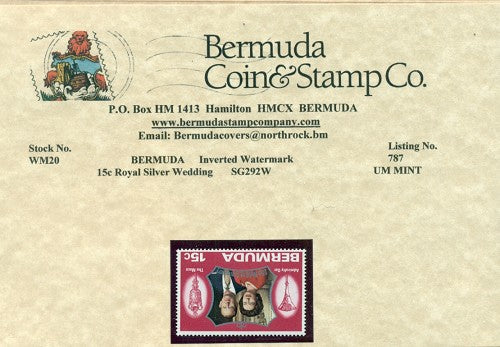 Bermuda
Coin&Stamp Co.
P.O. Box HM 1413 Hamilton HMCX BERMUDA
www.bermudastampcompany.com
Email: Bermudacovers@northrock.bm
Stock No. Listing No.
WM20 BERMUDA Inverted Watermark 787
15c Royal Silver Wedding SG292W UM MINT
The Mace Admiralty Oar
BERMUDA 15c